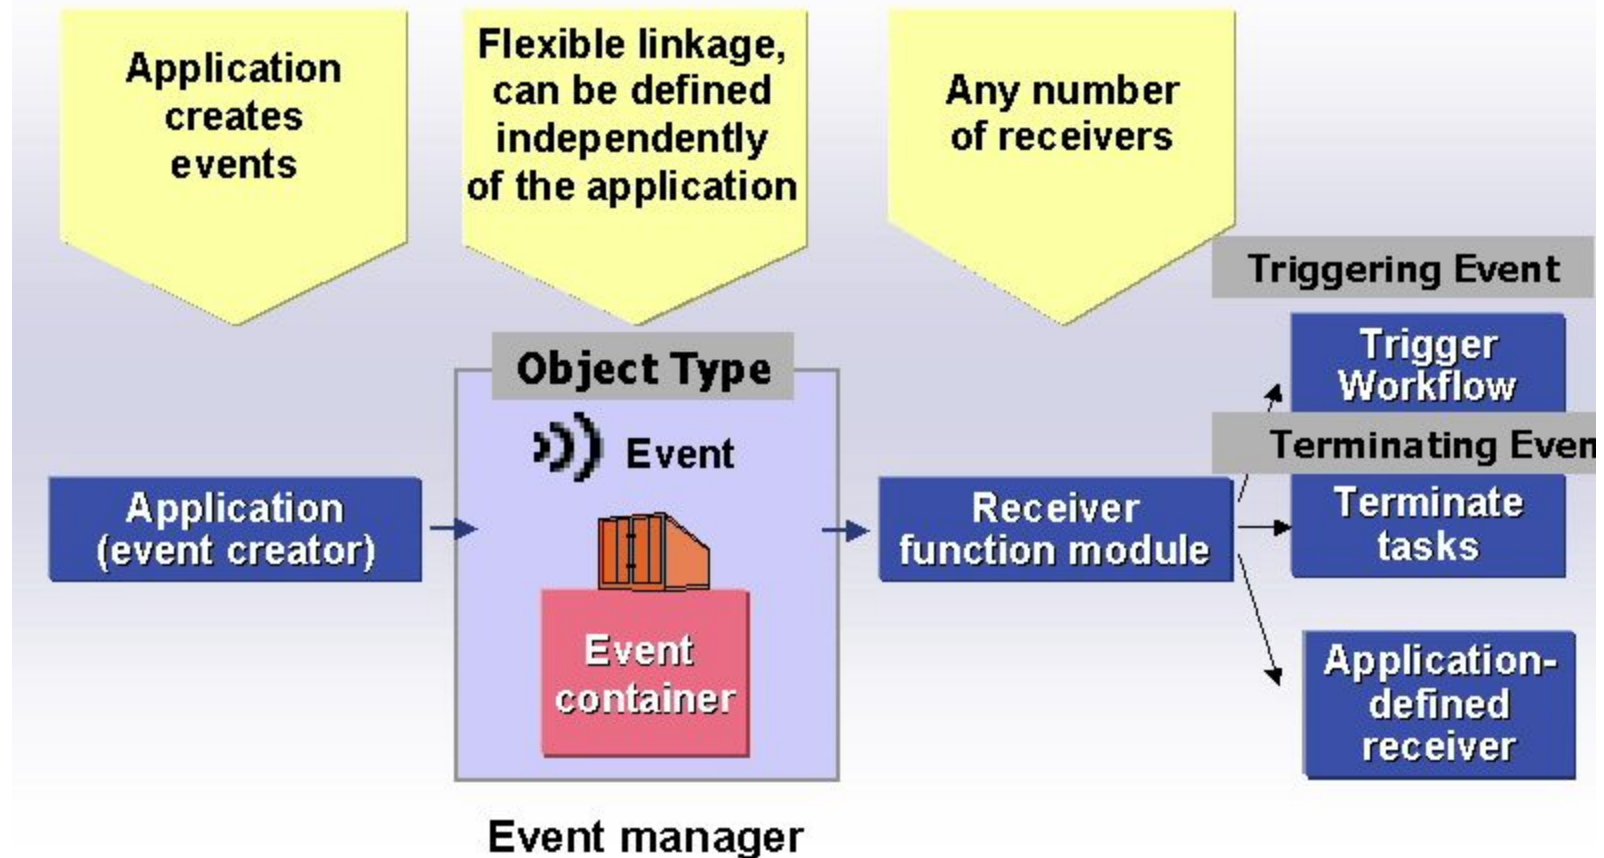 Application
creates
events
Flexible linkage,
can be defined
independently
of the application
Any number
of receivers
Triggering Event
Object Type
Event
Event
container
Application
(event creator)
Receiver
function module
Trigger
Workflow
Terminating Even
Terminate
tasks
Application-
defined
receiver
Event manager